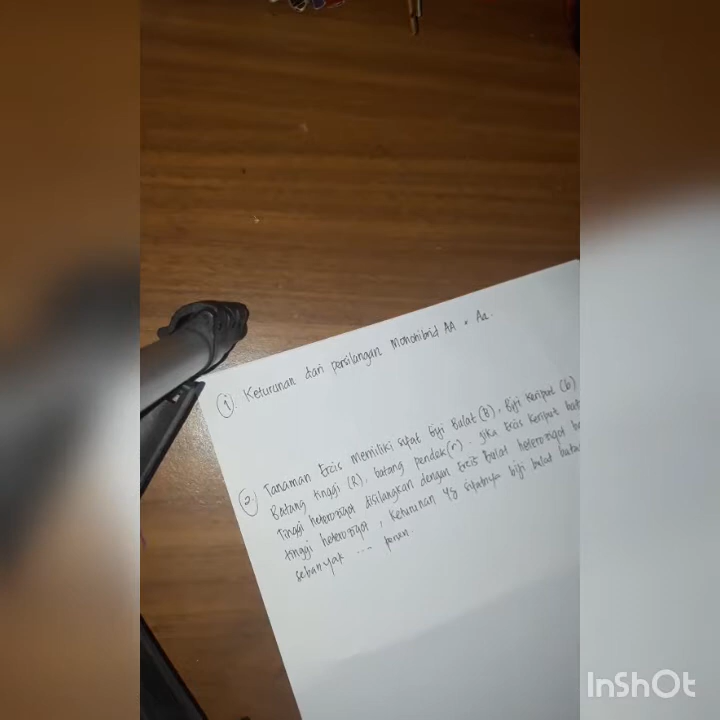 1. Keturunan dari persilangan Monohibrid AA × Aa.
2. Tanaman Ercis memiliki sifat Biji Bulat (B), Biji keriput (b)
Batang tinggi (R), batang pendek (r). Jika Ercis keriput
Tinggi heterozigot disilangkan dengan Ercis Bulat heterozigot
tinggi heterozigot, keturunan yg sifatnya biji bulat
sebanyak .... persen.
InShOt